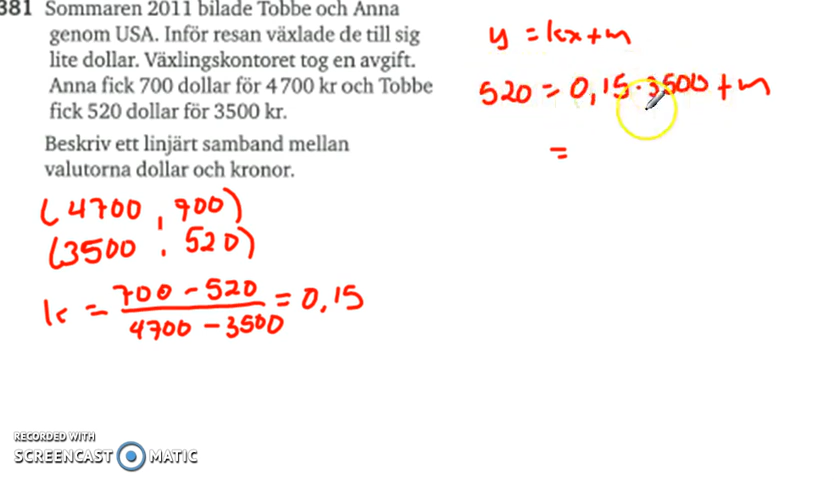 381 Sommaren 2011 bilade Tobbe och Anna
genom USA. Inför resan växlade de till sig
lite dollar. Växlingskontoret tog en avgift.
Anna fick 700 dollar för 4 700 kr och Tobbe
fick 520 dollar för 3500 kr.
Beskriv ett linjärt samband mellan
valutorna dollar och kronor.
(4700 , 700)
(3500 , 520)
k = 700 - 520 / 4700 - 3500 = 0,15
y = kx + m
520 = 0,15 · 3500 + m
=
RECORDED WITH
SCREENCAST MATIC